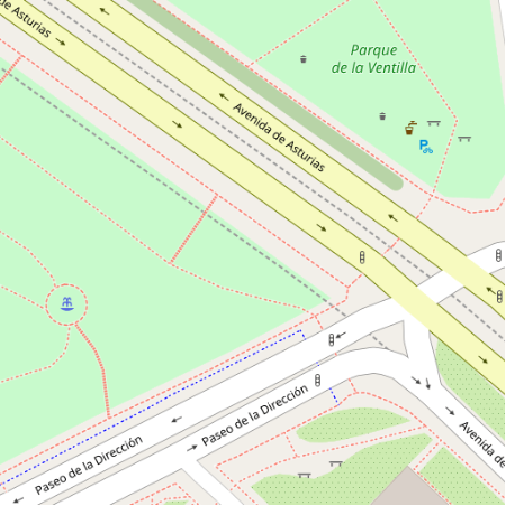 de Asturias
Parque
de la Ventilla
Avenida de Asturias
P
Paseo de la Dirección
Paseo de la Dirección
Avenida de